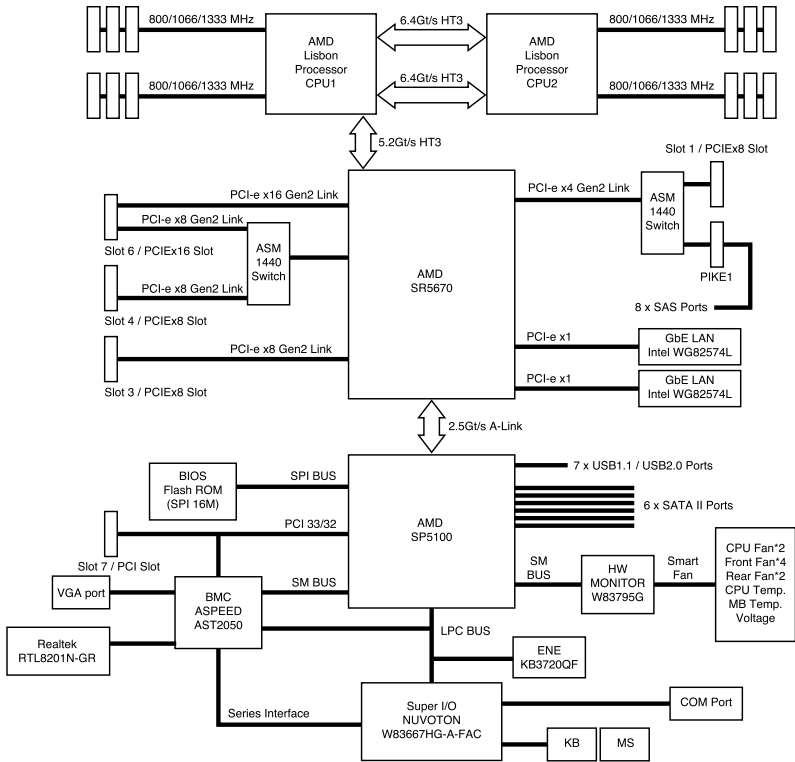 800/1066/1333 MHz
AMD
Lisbon
Processor
CPU1
6.4Gt/s HT3
AMD
Lisbon
Processor
CPU2
800/1066/1333 MHz
800/1066/1333 MHz
6.4Gt/s HT3
800/1066/1333 MHz
5.2Gt/s HT3
Slot 1 / PCIEx8 Slot
PCI-e x16 Gen2 Link
PCI-e x8 Gen2 Link
Slot 6 / PCIEx16 Slot
ASM
1440
Switch
PCI-e x8 Gen2 Link
Slot 4 / PCIEx8 Slot
PCI-e x8 Gen2 Link
Slot 3 / PCIEx8 Slot
AMD
SR5670
PCI-e x4 Gen2 Link
ASM
1440
Switch
PIKE1
8 x SAS Ports
PCI-e x1
GbE LAN
Intel WG82574L
PCI-e x1
GbE LAN
Intel WG82574L
2.5Gt/s A-Link
BIOS
Flash ROM
(SPI 16M)
SPI BUS
PCI 33/32
Slot 7 / PCI Slot
AMD
SP5100
7 x USB1.1 / USB2.0 Ports
6 x SATA II Ports
SM
BUS
HW
MONITOR
W83795G
Smart
Fan
CPU Fan*2
Front Fan*4
Rear Fan*2
CPU Temp.
MB Temp.
Voltage
VGA port
BMC
ASPEED
AST2050
SM BUS
Realtek
RTL8201N-GR
LPC BUS
ENE
KB3720QF
Series Interface
Super I/O
NUVOTON
W83667HG-A-FAC
COM Port
KB
MS